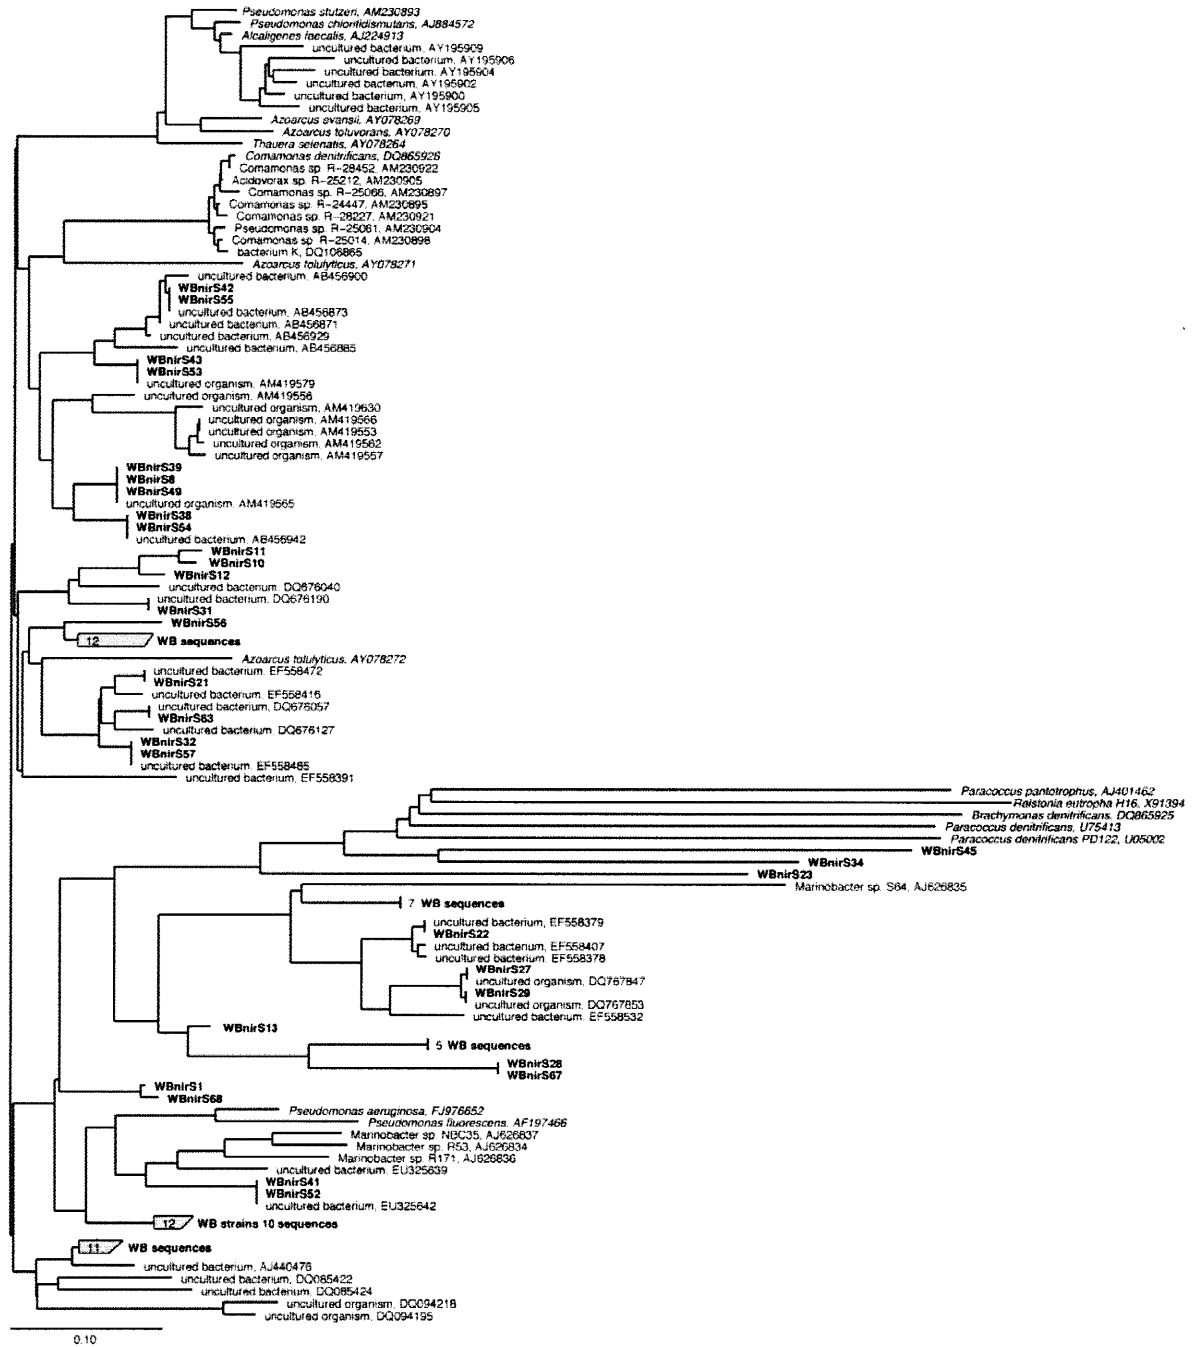 Pseudomonas stutzeri, AM230893
Pseudomonas chloritidismutans, AJ884572
Alcaligenes faecalis, AJ224913
uncultured bacterium, AY195909
uncultured bacterium, AY195906
uncultured bacterium, AY195904
uncultured bacterium, AY195902
uncultured bacterium, AY195900
uncultured bacterium, AY195905
Azoarcus evansii, AY078269
Azoarcus toluvorans, AY078270
Thauera selenatis, AY078264
Comamonas denitrificans, DQ865926
Comamonas sp. R-28452, AM230922
Acidovorax sp. R-25212, AM230905
Comamonas sp. R-25066, AM230897
Comamonas sp. R-24447, AM230895
Comamonas sp. R-28227, AM230921
Pseudomonas sp. R-25061, AM230904
Comamonas sp. R-25014, AM230898
bacterium K, DQ106865
Azoarcus tolulyticus, AY078271
uncultured bacterium, AB456900
WBnirS42
WBnirS55
uncultured bacterium, AB456873
uncultured bacterium, AB456871
uncultured bacterium, AB456929
uncultured bacterium, AB456885
WBnirS43
WBnirS53
uncultured organism, AM419579
uncultured organism, AM419556
uncultured organism, AM419630
uncultured organism, AM419566
uncultured organism, AM419553
uncultured organism, AM419562
uncultured organism, AM419557
WBnirS39
WBnirS8
WBnirS49
uncultured organism, AM419565
WBnirS38
WBnirS54
uncultured bacterium, AB456942
WBnirS11
WBnirS10
WBnirS12
uncultured bacterium, DQ676040
uncultured bacterium, DQ676190
WBnirS31
WBnirS56
12 WB sequences
Azoarcus tolulyticus, AY078272
uncultured bacterium, EF558472
WBnirS21
uncultured bacterium, EF558416
uncultured bacterium, DQ676057
WBnirS63
uncultured bacterium, DQ676127
WBnirS32
WBnirS57
uncultured bacterium, EF558485
uncultured bacterium, EF558391
Paracoccus pantotrophus, AJ401462
Ralstonia eutropha H16, X91394
Brachymonas denitrificans, DQ865925
Paracoccus denitrificans, U75413
Paracoccus denitrificans PD122, U05002
WBnirS45
WBnirS34
WBnirS23
Marinobacter sp. S64, AJ626835
7 WB sequences
uncultured bacterium, EF558379
WBnirS22
uncultured bacterium, EF558407
uncultured bacterium, EF558378
WBnirS27
uncultured organism, DQ767847
WBnirS29
uncultured organism, DQ767853
uncultured bacterium, EF558532
WBnirS13
5 WB sequences
WBnirS28
WBnirS67
WBnirS1
WBnirS68
Pseudomonas aeruginosa, FJ976652
Pseudomonas fluorescens, AF197466
Marinobacter sp. NBC35, AJ626837
Marinobacter sp. R53, AJ626834
Marinobacter sp. R171, AJ626836
uncultured bacterium, EU325639
WBnirS41
WBnirS52
uncultured bacterium, EU325642
12 WB strains 10 sequences
11 WB sequences
uncultured bacterium, AJ440476
uncultured bacterium, DQ085422
uncultured bacterium, DQ085424
uncultured organism, DQ094218
uncultured organism, DQ094195
0.10